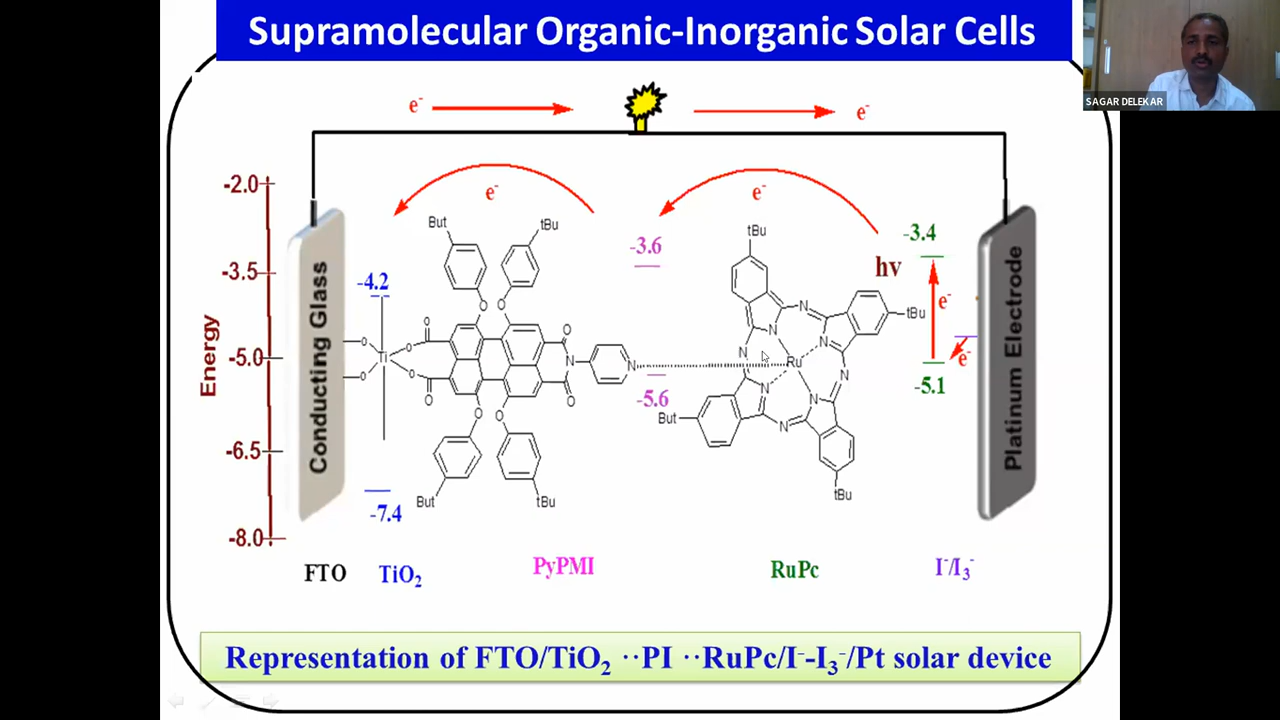 Supramolecular Organic-Inorganic Solar Cells
SAGAR DELEKAR
e⁻
e⁻
-2.0
e⁻
e⁻
But
tBu
tBu
-3.6
-3.4
-3.5
-4.2
hν
e⁻
Energy
Conducting Glass
Platinum Electrode
O
O
N
tBu
O
O
O
O
N
N
-5.0
O
Ti
O
N
N
Ru
e⁻
O
O
N
N
O
O
-5.6
N
N
-5.1
O
O
But
N
-6.5
But
tBu
tBu
-7.4
-8.0
FTO
TiO₂
PyPMI
RuPc
I⁻/I₃⁻
Representation of FTO/TiO₂ ··PI ··RuPc/I⁻-I₃⁻/Pt solar device